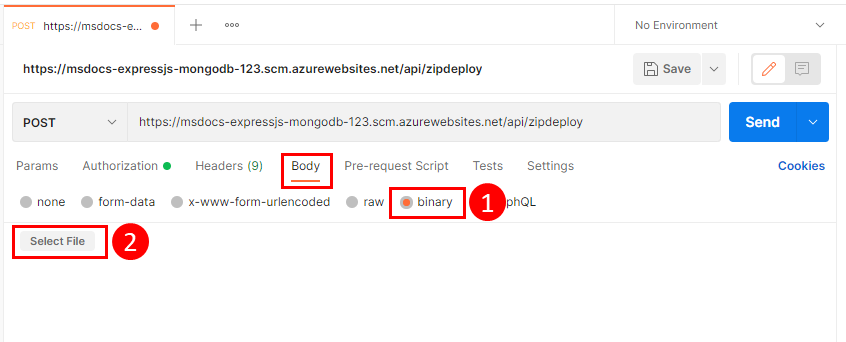 POST https://msdocs-e... No Environment
https://msdocs-expressjs-mongodb-123.scm.azurewebsites.net/api/zipdeploy Save
POST https://msdocs-expressjs-mongodb-123.scm.azurewebsites.net/api/zipdeploy Send
Params Authorization Headers (9) Body Pre-request Script Tests Settings Cookies
none form-data x-www-form-urlencoded raw binary 1 phQL
Select File 2